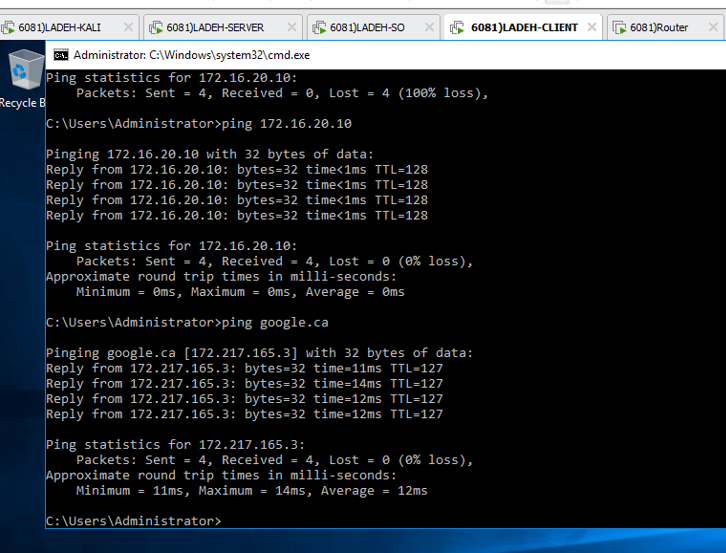 6081)LADEH-KALI
6081)LADEH-SERVER
6081)LADEH-SO
6081)LADEH-CLIENT
6081)Router
Administrator: C:\Windows\system32\cmd.exe
Recycle B
Ping statistics for 172.16.20.10:
    Packets: Sent = 4, Received = 0, Lost = 4 (100% loss),
C:\Users\Administrator>ping 172.16.20.10
Pinging 172.16.20.10 with 32 bytes of data:
Reply from 172.16.20.10: bytes=32 time<1ms TTL=128
Reply from 172.16.20.10: bytes=32 time<1ms TTL=128
Reply from 172.16.20.10: bytes=32 time<1ms TTL=128
Reply from 172.16.20.10: bytes=32 time<1ms TTL=128
Ping statistics for 172.16.20.10:
    Packets: Sent = 4, Received = 4, Lost = 0 (0% loss),
Approximate round trip times in milli-seconds:
    Minimum = 0ms, Maximum = 0ms, Average = 0ms
C:\Users\Administrator>ping google.ca
Pinging google.ca [172.217.165.3] with 32 bytes of data:
Reply from 172.217.165.3: bytes=32 time=11ms TTL=127
Reply from 172.217.165.3: bytes=32 time=14ms TTL=127
Reply from 172.217.165.3: bytes=32 time=12ms TTL=127
Reply from 172.217.165.3: bytes=32 time=12ms TTL=127
Ping statistics for 172.217.165.3:
    Packets: Sent = 4, Received = 4, Lost = 0 (0% loss),
Approximate round trip times in milli-seconds:
    Minimum = 11ms, Maximum = 14ms, Average = 12ms
C:\Users\Administrator>